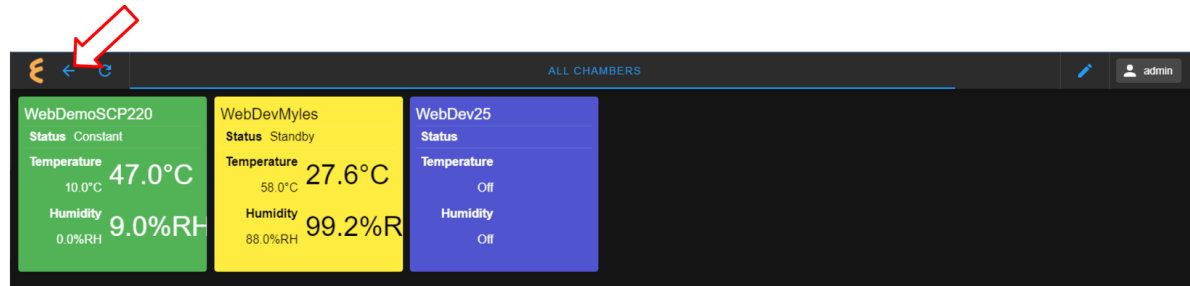 ALL CHAMBERS
admin
WebDemoSCP220
Status Constant
Temperature
47.0°C
10.0°C
Humidity
9.0%RH
0.0%RH
WebDevMyles
Status Standby
Temperature
27.6°C
58.0°C
Humidity
99.2%R
88.0%RH
WebDev25
Status
Temperature
Off
Humidity
Off